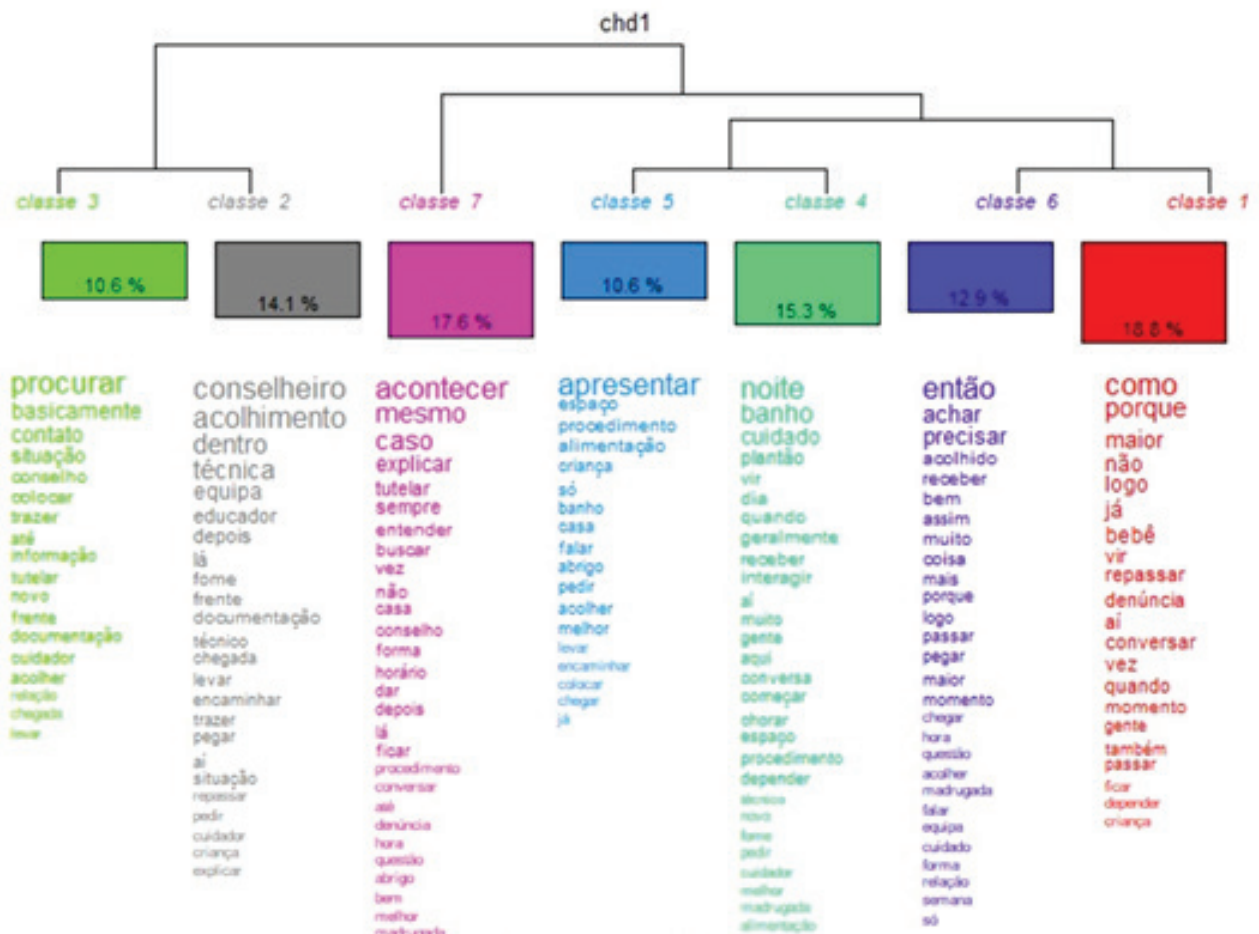 chd1
classe 3
classe 2
classe 7
classe 5
classe 4
classe 6
classe 1
10.6 %
14.1 %
17.6 %
10.6 %
15.3 %
12.9 %
18.8 %
procurar
basicamente
contato
situação
conselho
colocar
trazer
até
informação
tutelar
novo
frente
documentação
cuidador
acolher
relação
chegada
levar
conselheiro
acolhimento
dentro
técnica
equipa
educador
depois
lá
fome
frente
documentação
técnico
chegada
levar
encaminhar
trazer
pegar
aí
situação
repassar
pedir
cuidador
criança
explicar
acontecer
mesmo
caso
explicar
tutelar
sempre
entender
buscar
vez
não
casa
conselho
forma
horário
dar
depois
lá
ficar
procedimento
conversar
até
denúncia
hora
questão
abrigo
bem
melhor
madrugada
apresentar
espaço
procedimento
alimentação
criança
só
banho
casa
falar
abrigo
pedir
acolher
melhor
levar
encaminhar
colocar
chegar
já
noite
banho
cuidado
plantão
vir
dia
quando
geralmente
receber
interagir
aí
muito
gente
aqui
conversa
começar
chorar
espaço
procedimento
depender
técnico
novo
fome
pedir
cuidador
melhor
madrugada
alimentação
então
achar
precisar
acolhido
receber
bem
assim
muito
coisa
mais
porque
logo
passar
pegar
maior
momento
chegar
hora
questão
acolher
madrugada
falar
equipa
cuidado
forma
relação
semana
só
como
porque
maior
não
logo
já
bebê
vir
repassar
denúncia
aí
conversar
vez
quando
momento
gente
também
passar
ficar
depender
criança